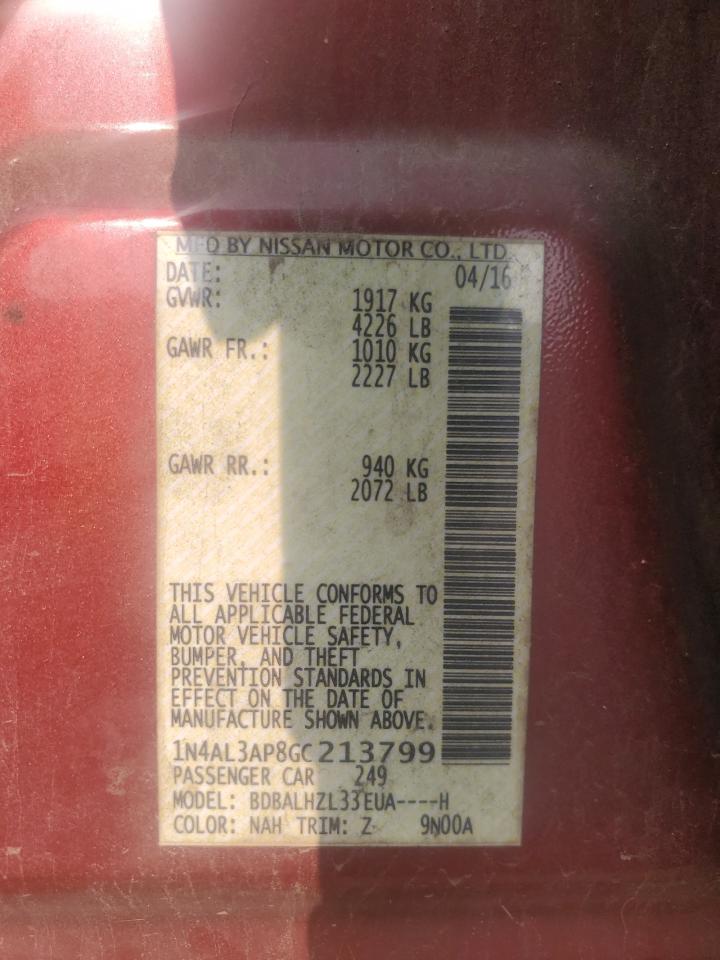 MFD BY NISSAN MOTOR CO., LTD.
DATE: 04/16
GVWR: 1917 KG
4226 LB
GAWR FR.: 1010 KG
2227 LB
GAWR RR.: 940 KG
2072 LB
THIS VEHICLE CONFORMS TO
ALL APPLICABLE FEDERAL
MOTOR VEHICLE SAFETY,
BUMPER, AND THEFT
PREVENTION STANDARDS IN
EFFECT ON THE DATE OF
MANUFACTURE SHOWN ABOVE.
1N4AL3AP8GC213799
PASSENGER CAR 249
MODEL: BDBALHZL33EUA----H
COLOR: NAH TRIM: Z 9N00A